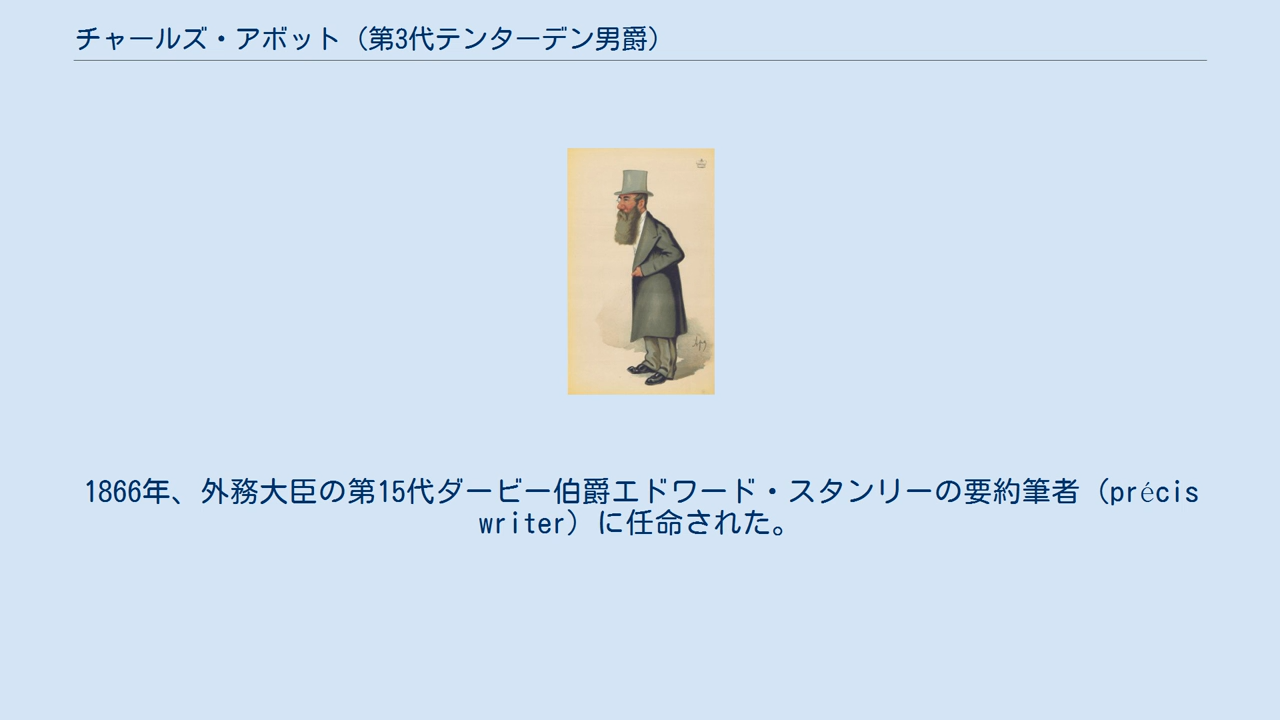 チャールズ・アボット（第3代テンターデン男爵）
1866年、外務大臣の第15代ダービー伯爵エドワード・スタンリーの要約筆者（précis
writer）に任命された。